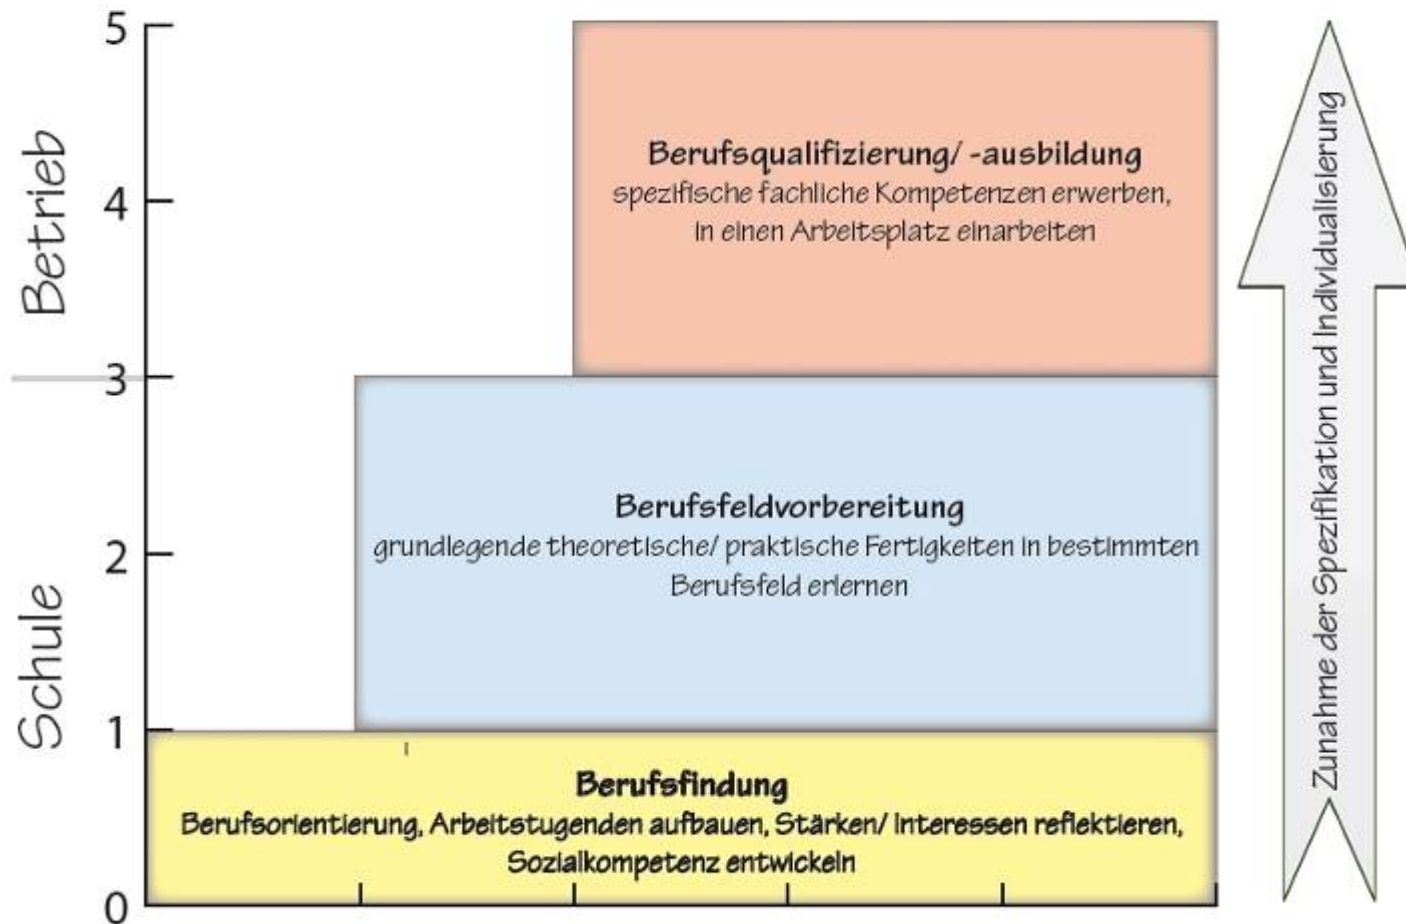 5
4
3
2
1
0
Betrieb
Schule
Berufsqualifizierung/ -ausbildung
spezifische fachliche Kompetenzen erwerben,
in einen Arbeitsplatz einarbeiten
Berufsfeldvorbereitung
grundlegende theoretische/ praktische Fertigkeiten in bestimmten
Berufsfeld erlernen
Berufsfindung
Berufsorientierung, Arbeitstugenden aufbauen, Stärken/ Interessen reflektieren,
Sozialkompetenz entwickeln
Zunahme der Spezifikation und Individualisierung